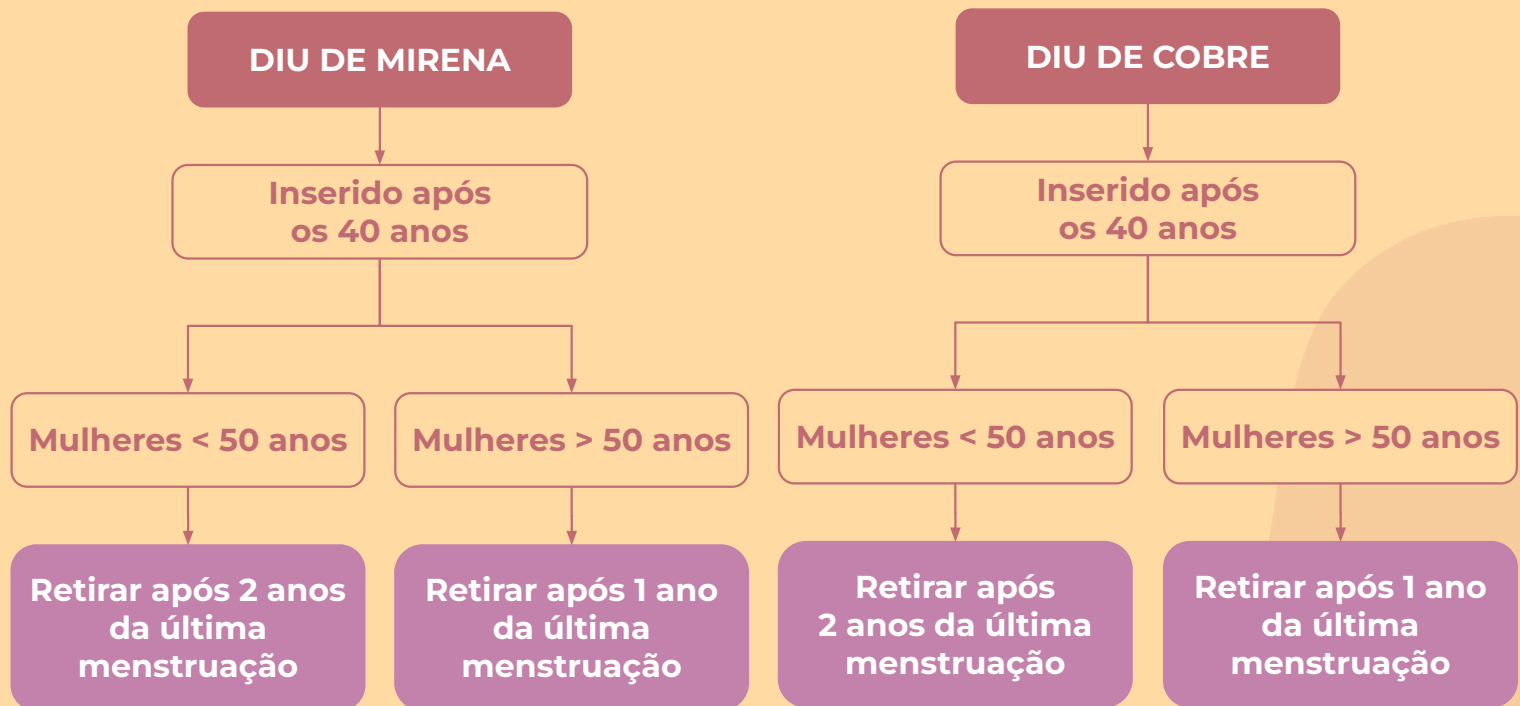 DIU DE MIRENA
Inserido após
os 40 anos
Mulheres < 50 anos
Mulheres > 50 anos
Retirar após 2 anos
da última
menstruação
Retirar após 1 ano
da última
menstruação
DIU DE COBRE
Inserido após
os 40 anos
Mulheres < 50 anos
Mulheres > 50 anos
Retirar após
2 anos da última
menstruação
Retirar após 1 ano
da última
menstruação